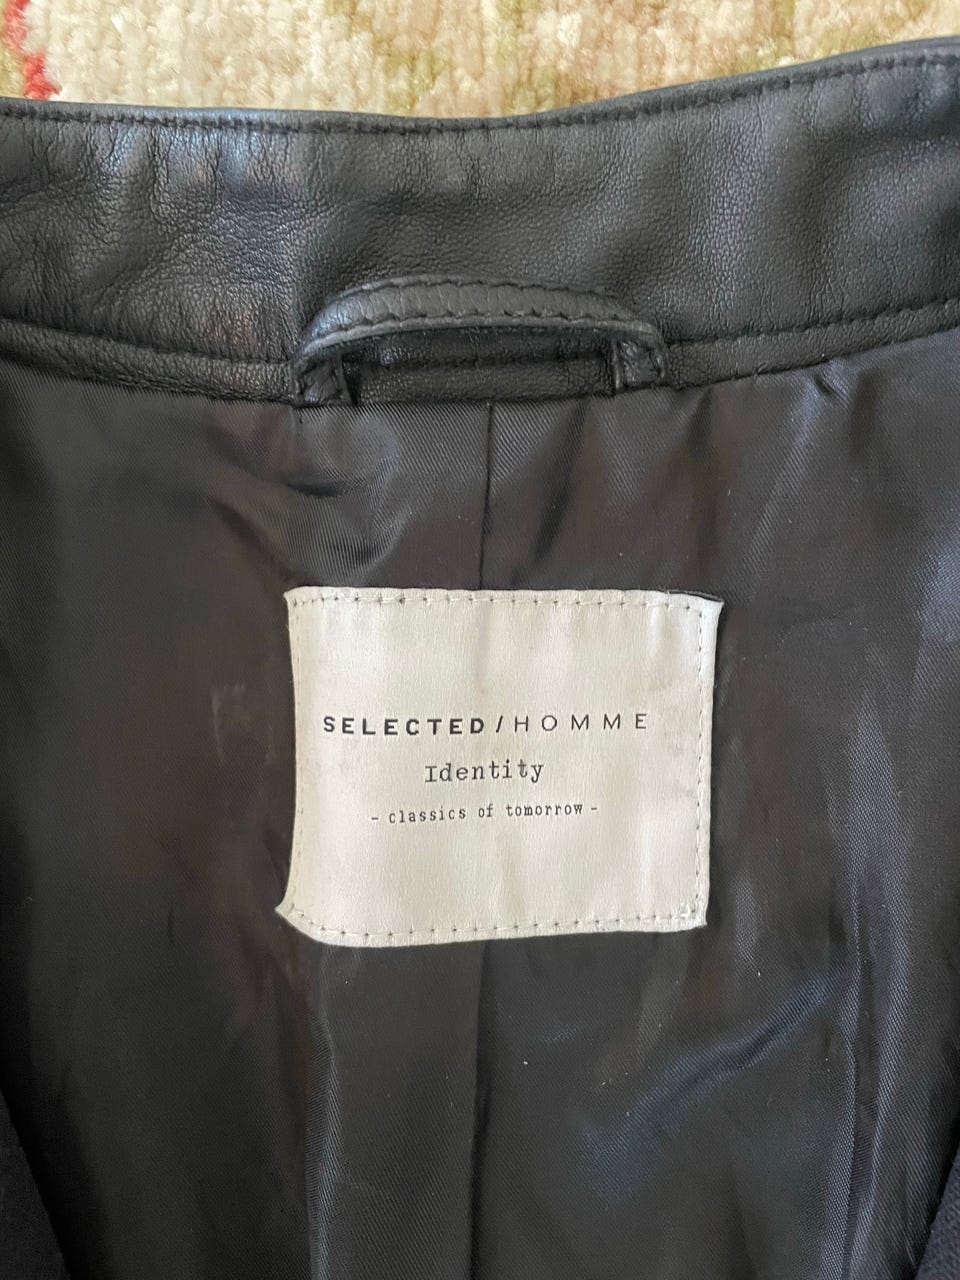 SELECTED/HOMME
Identity
- classics of tomorrow -